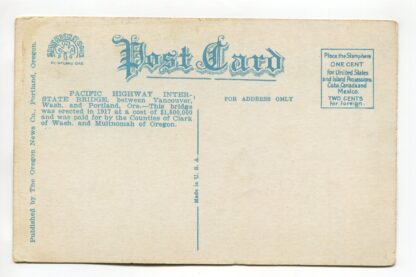 Post Card
Place the Stamp here
ONE CENT
for United States
and Island Possessions
Cuba, Canada and
Mexico.
TWO CENTS
for foreign.
PACIFIC HIGHWAY INTER-
STATE BRIDGE, between Vancouver,
Wash. and Portland, Ore.—This bridge
was erected in 1917 at a cost of $1,800,000
and was paid for by the Counties of Clark
of Wash. and Multnomah of Oregon.
FOR ADDRESS ONLY
Published by The Oregon News Co., Portland, Oregon.
Made in U. S. A.